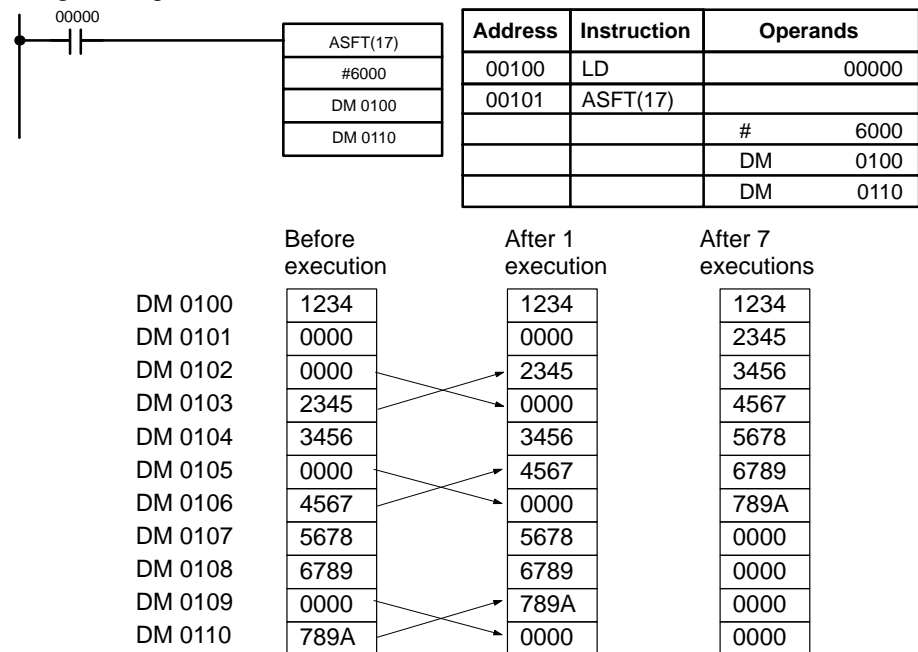 00000
ASFT(17)
#6000
DM 0100
DM 0110
Address Instruction Operands
00100 LD 00000
00101 ASFT(17)
# 6000
DM 0100
DM 0110
Before execution After 1 execution After 7 executions
DM 0100 1234 1234 1234
DM 0101 0000 0000 2345
DM 0102 0000 2345 3456
DM 0103 2345 0000 4567
DM 0104 3456 3456 5678
DM 0105 0000 4567 6789
DM 0106 4567 0000 789A
DM 0107 5678 5678 0000
DM 0108 6789 6789 0000
DM 0109 0000 789A 0000
DM 0110 789A 0000 0000